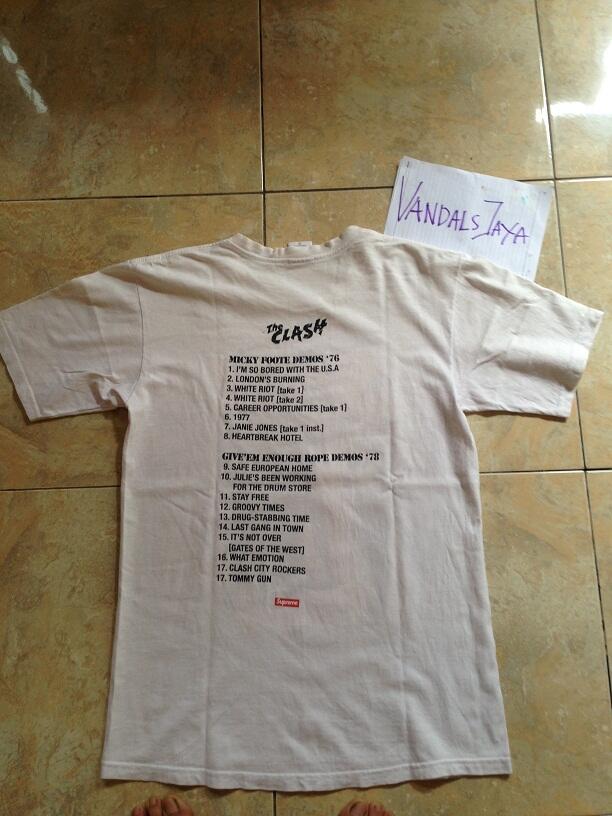 VANDALSJAYA
The CLASH
MICKY FOOTE DEMOS '76
1. I'M SO BORED WITH THE U.S.A
2. LONDON'S BURNING
3. WHITE RIOT [take 1]
4. WHITE RIOT [take 2]
5. CAREER OPPORTUNITIES [take 1]
6. 1977
7. JANIE JONES [take 1 inst.]
8. HEARTBREAK HOTEL
GIVE'EM ENOUGH ROPE DEMOS '78
9. SAFE EUROPEAN HOME
10. JULIE'S BEEN WORKING
FOR THE DRUM STORE
11. STAY FREE
12. GROOVY TIMES
13. DRUG-STABBING TIME
14. LAST GANG IN TOWN
15. IT'S NOT OVER
[GATES OF THE WEST]
16. WHAT EMOTION
17. CLASH CITY ROCKERS
17. TOMMY GUN
Supreme